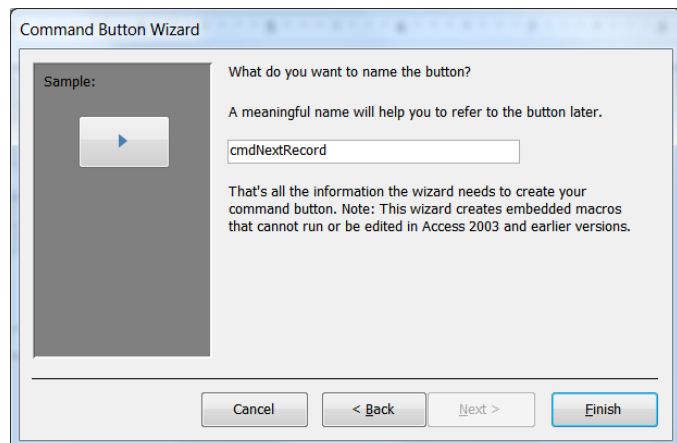 Command Button Wizard
Sample:
What do you want to name the button?
A meaningful name will help you to refer to the button later.
cmdNextRecord
That's all the information the wizard needs to create your
command button. Note: This wizard creates embedded macros
that cannot run or be edited in Access 2003 and earlier versions.
Cancel
< Back
Next >
Finish